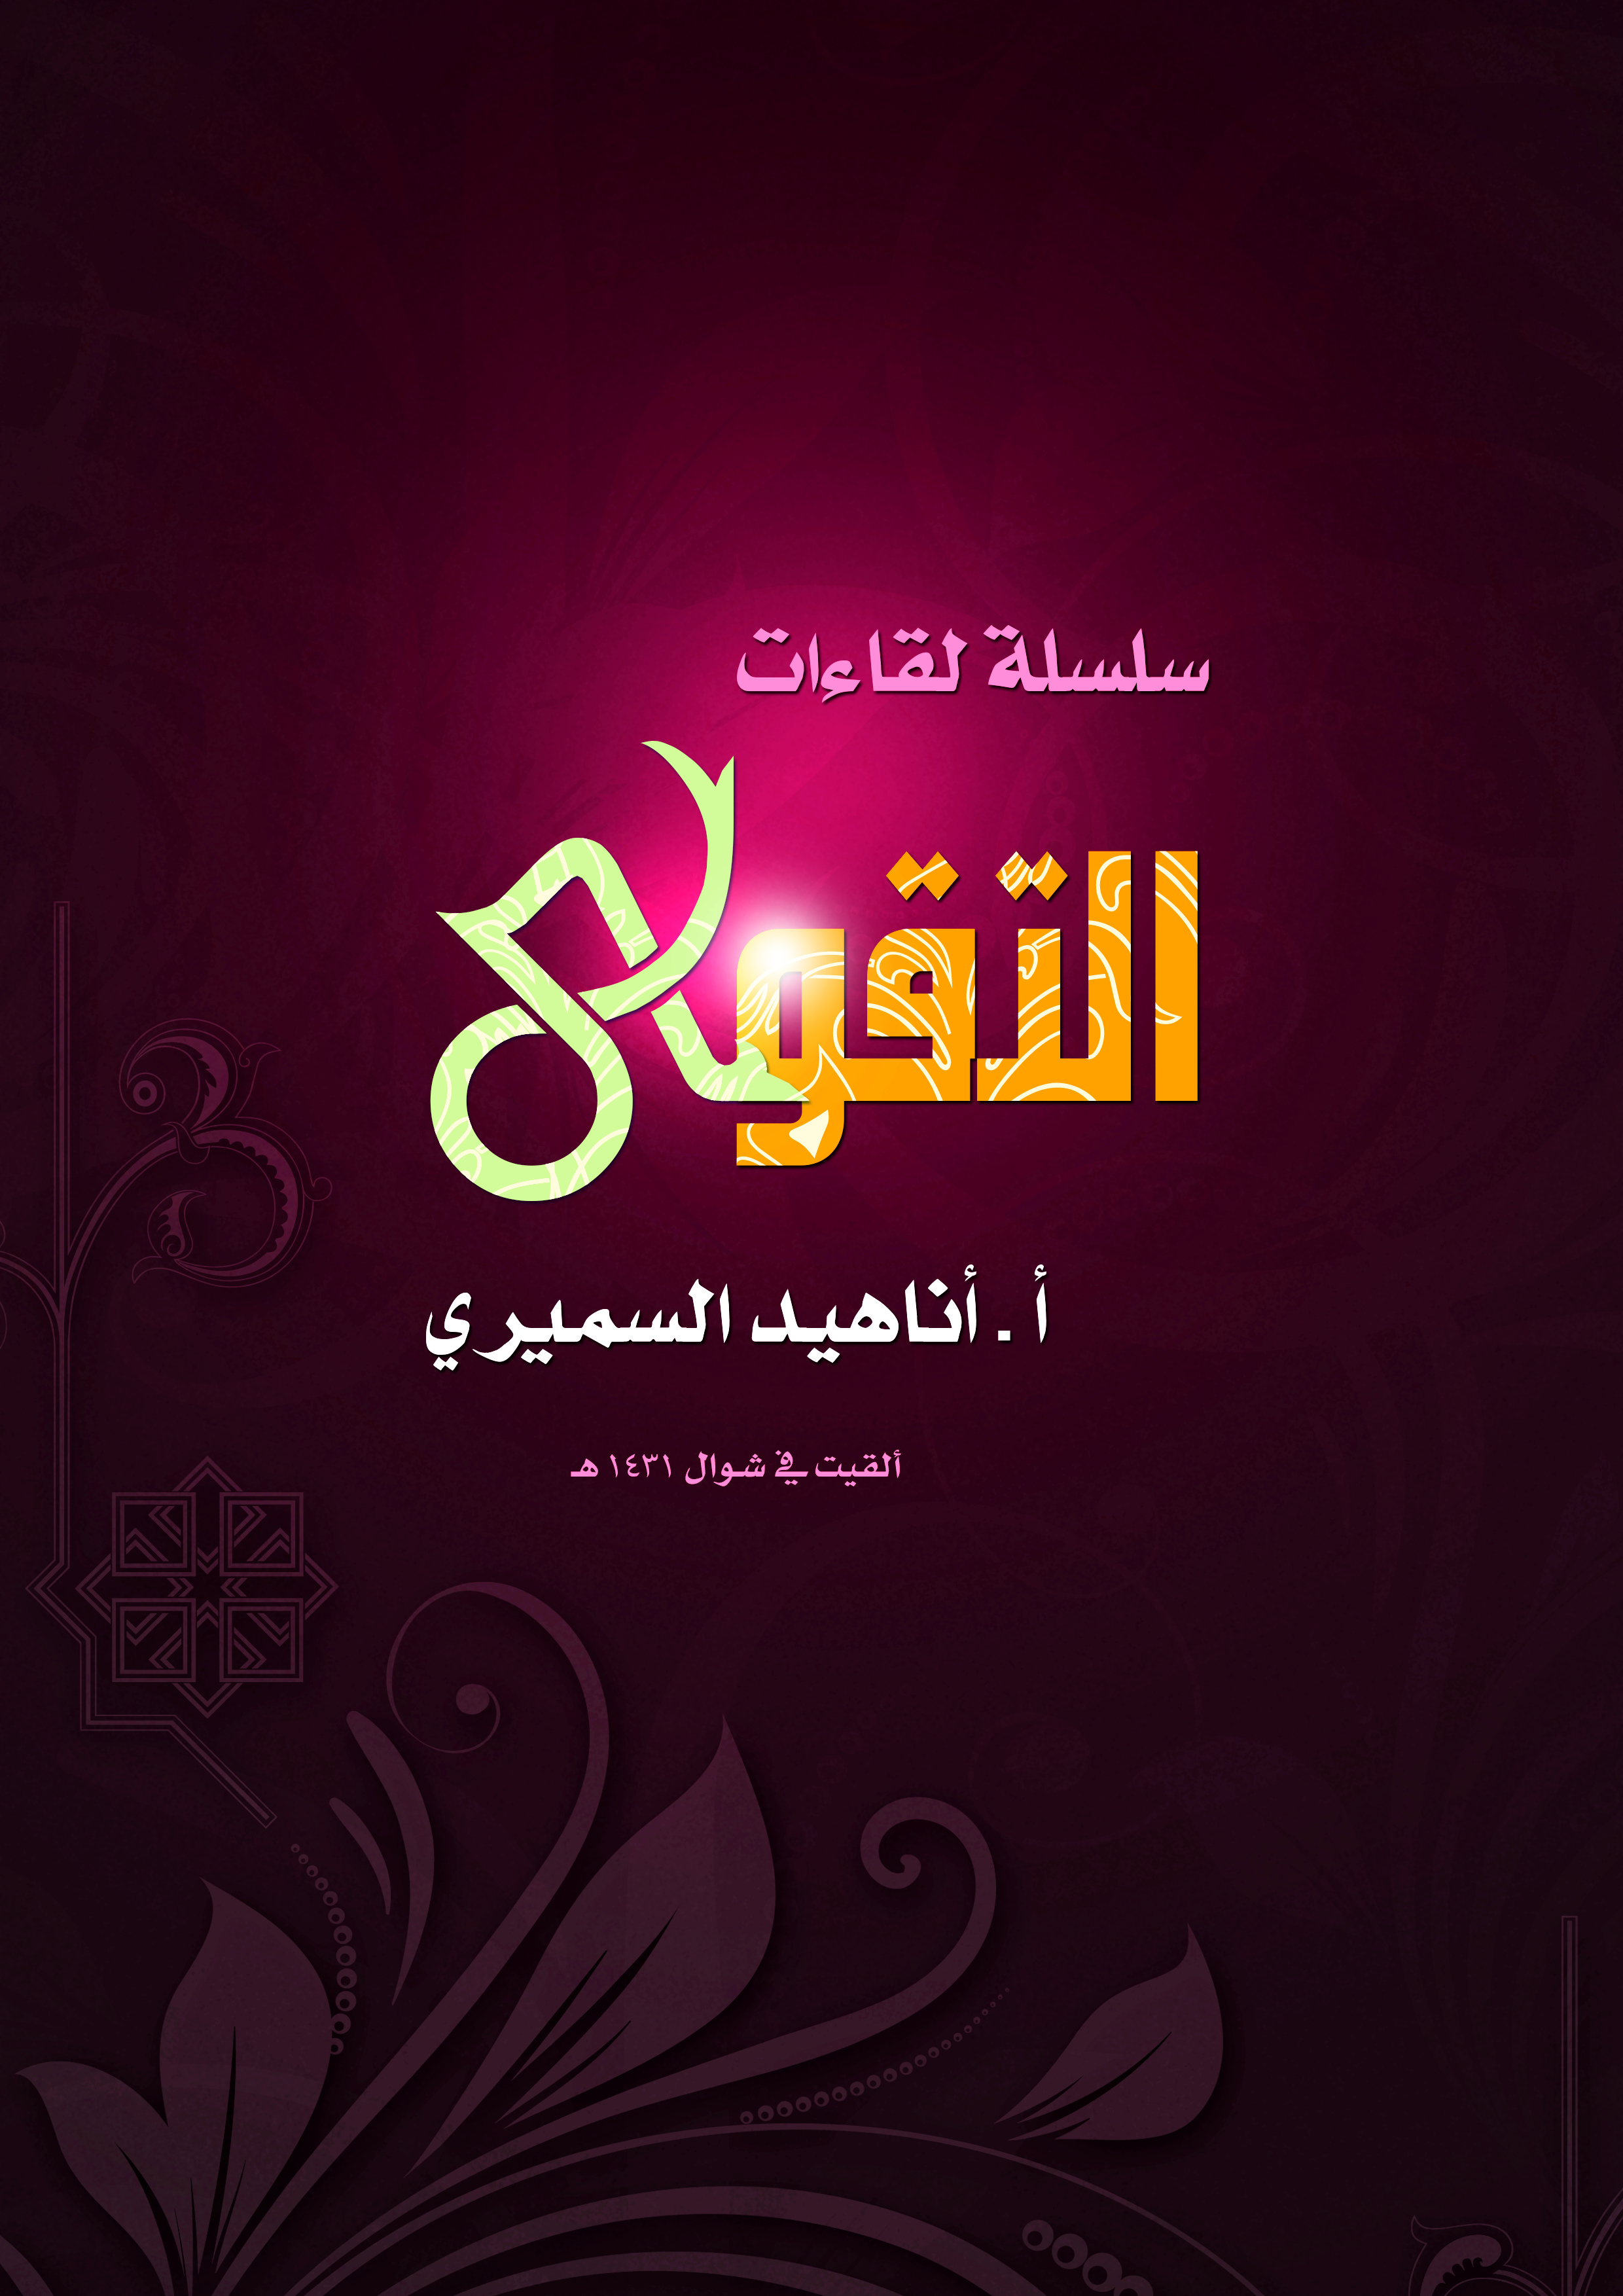 سلسلة لقاءات
التقوى
أ. أناهيد السميري
ألقيت في شوال ١٤٣١ هـ